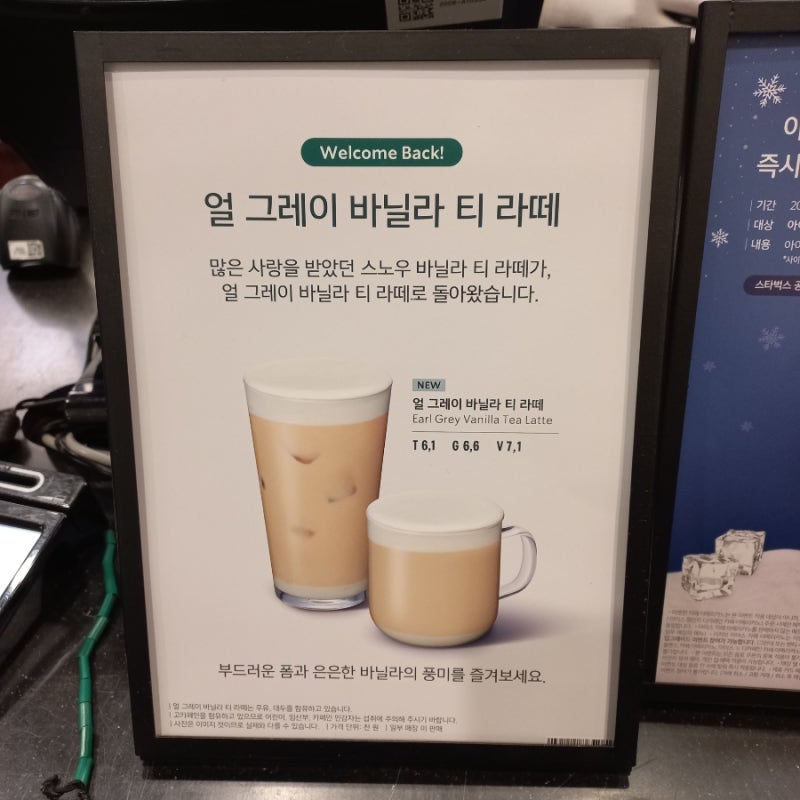 Welcome Back!
얼 그레이 바닐라 티 라떼
많은 사랑을 받았던 스노우 바닐라 티 라떼가,
얼 그레이 바닐라 티 라떼로 돌아왔습니다.
NEW
얼 그레이 바닐라 티 라떼
Earl Grey Vanilla Tea Latte
T 6,1 G 6,6 V 7,1
부드러운 폼과 은은한 바닐라의 풍미를 즐겨보세요.
| 얼 그레이 바닐라 티 라떼는 우유, 대두를 함유하고 있습니다.
| 고카페인을 함유하고 있으므로 어린이, 임산부, 카페인 민감자는 섭취에 주의해 주시기 바랍니다.
| 사진은 이미지 컷이므로 실제와 다를 수 있습니다. | 가격 단위: 천 원 | 일부 매장 미 판매
즉시
| 기간 20
| 대상 아
| 내용 아
스타벅스 공